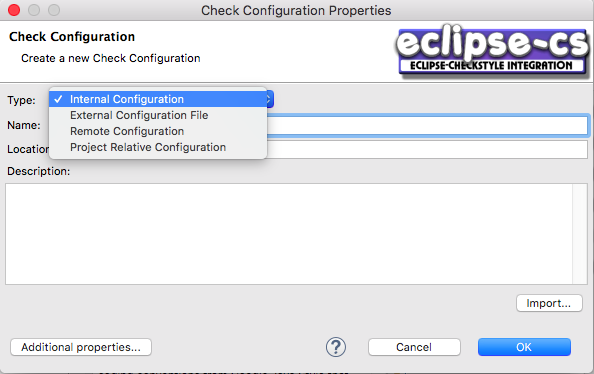 Check Configuration Properties
Check Configuration
Create a new Check Configuration
eclipse-cs
ECLIPSE-CHECKSTYLE INTEGRATION
Type:
✓ Internal Configuration
External Configuration File
Remote Configuration
Project Relative Configuration
Name:
Location
Description:
Import...
Additional properties...
?
Cancel
OK